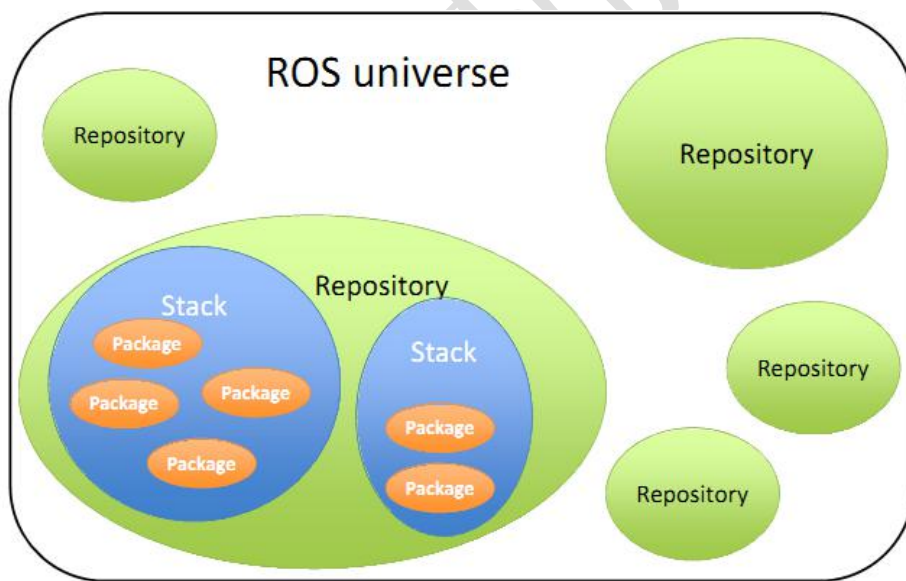 ROS universe
Repository
Repository
Repository
Stack
Package
Package
Package
Package
Stack
Package
Package
Repository
Repository